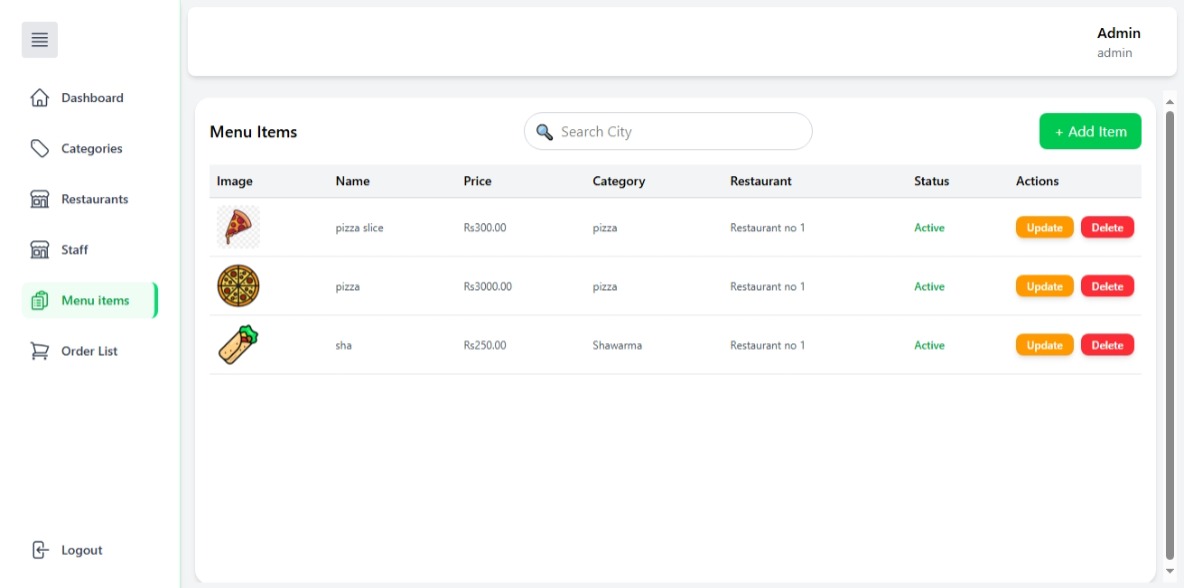 Admin
admin
Dashboard
Categories
Restaurants
Staff
Menu items
Order List
Logout
Menu Items
Search City
+ Add Item
Image Name Price Category Restaurant Status Actions
pizza slice Rs300.00 pizza Restaurant no 1 Active Update Delete
pizza Rs3000.00 pizza Restaurant no 1 Active Update Delete
sha Rs250.00 Shawarma Restaurant no 1 Active Update Delete